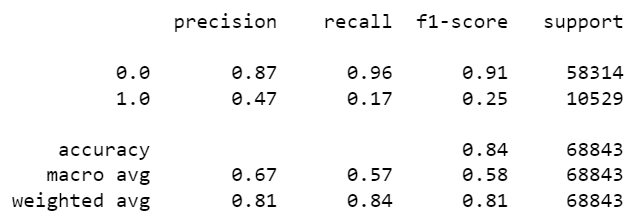 precision recall f1-score support
0.0 0.87 0.96 0.91 58314
1.0 0.47 0.17 0.25 10529
accuracy 0.84 68843
macro avg 0.67 0.57 0.58 68843
weighted avg 0.81 0.84 0.81 68843